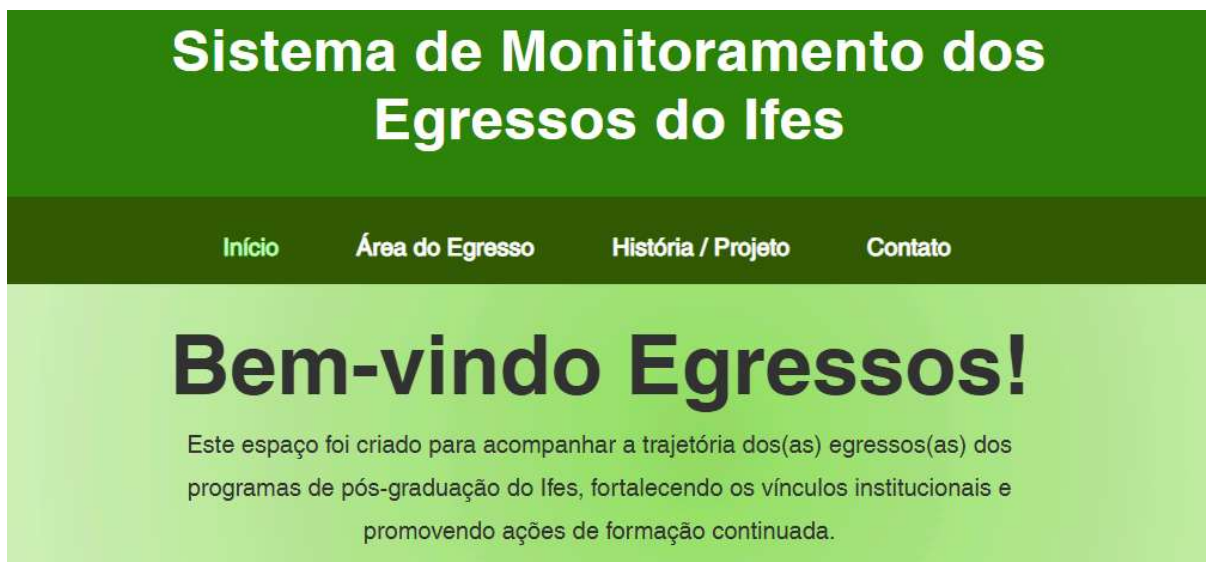 Sistema de Monitoramento dos
Egressos do Ifes
Início Área do Egresso História / Projeto Contato
Bem-vindo Egressos!
Este espaço foi criado para acompanhar a trajetória dos(as) egressos(as) dos
programas de pós-graduação do Ifes, fortalecendo os vínculos institucionais e
promovendo ações de formação continuada.